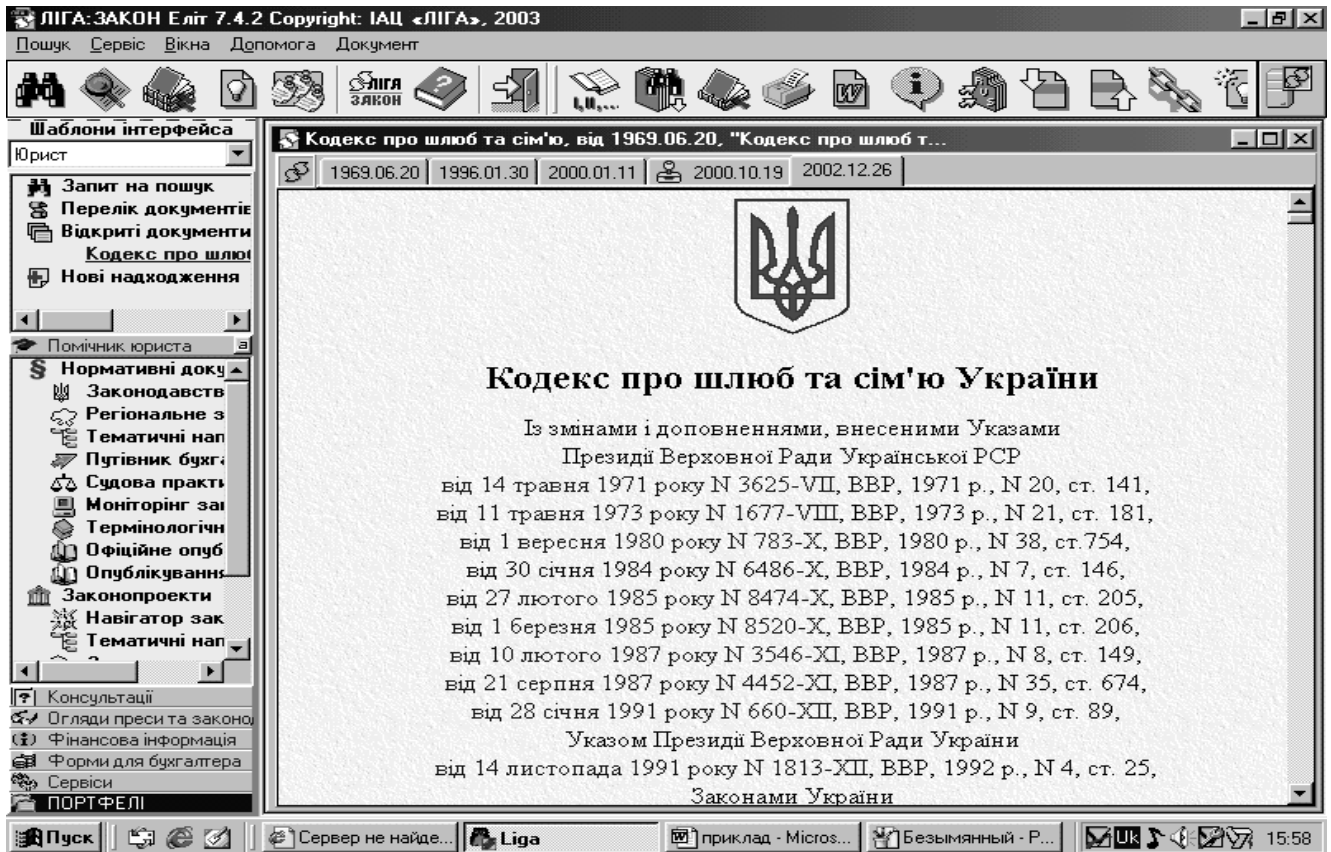 ЛІГА:ЗАКОН Еліт 7.4.2 Copyright: ІАЦ «ЛІГА», 2003
Пошук Сервіс Вікна Допомога Документ
ЛІГА
ЗАКОН
Шаблони інтерфейса
Юрист
Запит на пошук
Перелік документів
Відкриті документи
Кодекс про шлюб
Нові надходження
Помічник юриста
Нормативні доку
Законодавств
Регіональне з
Тематичні нап
Путівник бухга
Судова практи
Моніторінг зак
Термінологічн
Офіційне опуб
Опублікування
Законопроекти
Навігатор зак
Тематичні нап
Консультації
Огляди преси та законод
Фінансова інформація
Форми для бухгалтера
Сервіси
ПОРТФЕЛІ
Кодекс про шлюб та сім'ю, від 1969.06.20, "Кодекс про шлюб т...
1969.06.20 1996.01.30 2000.01.11 2000.10.19 2002.12.26
Кодекс про шлюб та сім'ю України
Із змінами і доповненнями, внесеними Указами
Президії Верховної Ради Української РСР
від 14 травня 1971 року N 3625-VII, ВВР, 1971 р., N 20, ст. 141,
від 11 травня 1973 року N 1677-VIII, ВВР, 1973 р., N 21, ст. 181,
від 1 вересня 1980 року N 783-X, ВВР, 1980 р., N 38, ст.754,
від 30 січня 1984 року N 6486-X, ВВР, 1984 р., N 7, ст. 146,
від 27 лютого 1985 року N 8474-X, ВВР, 1985 р., N 11, ст. 205,
від 1 березня 1985 року N 8520-X, ВВР, 1985 р., N 11, ст. 206,
від 10 лютого 1987 року N 3546-XI, ВВР, 1987 р., N 8, ст. 149,
від 21 серпня 1987 року N 4452-XI, ВВР, 1987 р., N 35, ст. 674,
від 28 січня 1991 року N 660-XII, ВВР, 1991 р., N 9, ст. 89,
Указом Президії Верховної Ради України
від 14 листопада 1991 року N 1813-XII, ВВР, 1992 р., N 4, ст. 25,
Законами України
Пуск Сервер не найде... Liga приклад - Micros... Безымянный - P... Uk 15:58